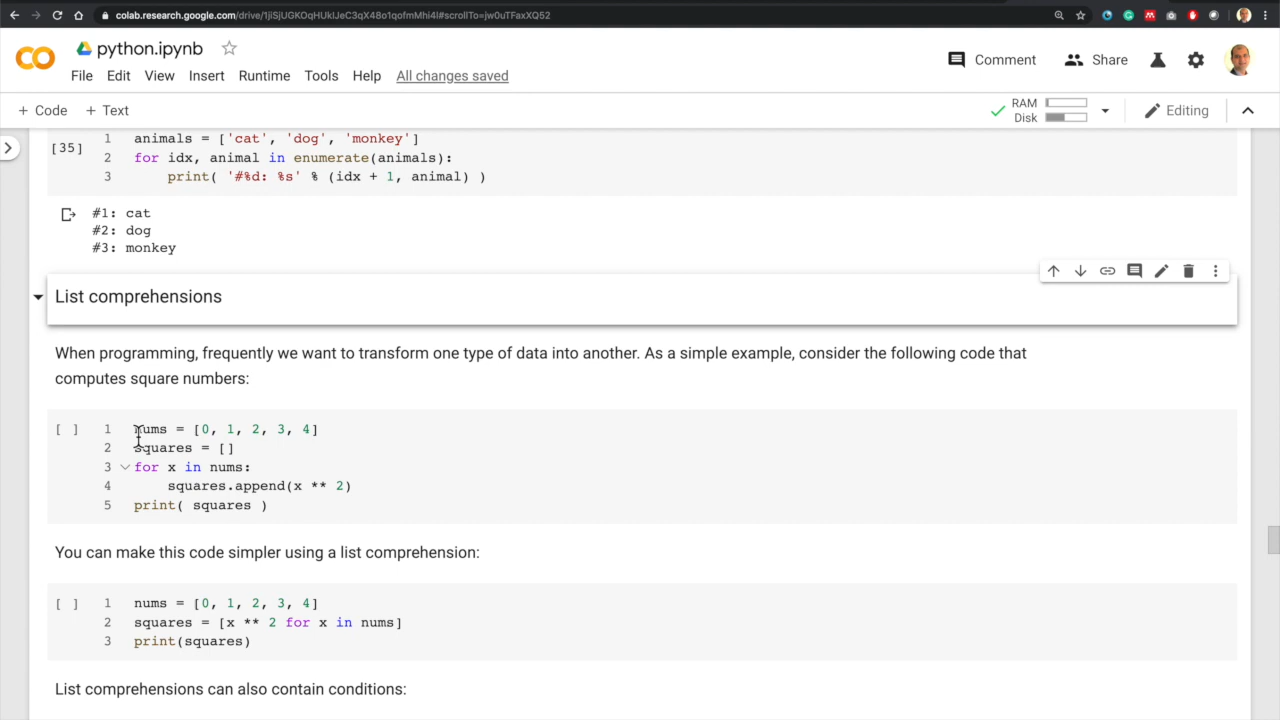 colab.research.google.com/drive/1jiSjUGKOqHUkIJeC3qX48o1qofmMhi4l#scrollTo=jw0uTFaxXQ52
python.ipynb
File Edit View Insert Runtime Tools Help All changes saved
Comment Share
+ Code + Text
RAM
Disk
Editing
[35]
1 animals = ['cat', 'dog', 'monkey']
2 for idx, animal in enumerate(animals):
3 print( '#%d: %s' % (idx + 1, animal) )
#1: cat
#2: dog
#3: monkey
List comprehensions
When programming, frequently we want to transform one type of data into another. As a simple example, consider the following code that
computes square numbers:
[ ] 1 nums = [0, 1, 2, 3, 4]
2 squares = []
3 for x in nums:
4 squares.append(x ** 2)
5 print( squares )
You can make this code simpler using a list comprehension:
[ ] 1 nums = [0, 1, 2, 3, 4]
2 squares = [x ** 2 for x in nums]
3 print(squares)
List comprehensions can also contain conditions: